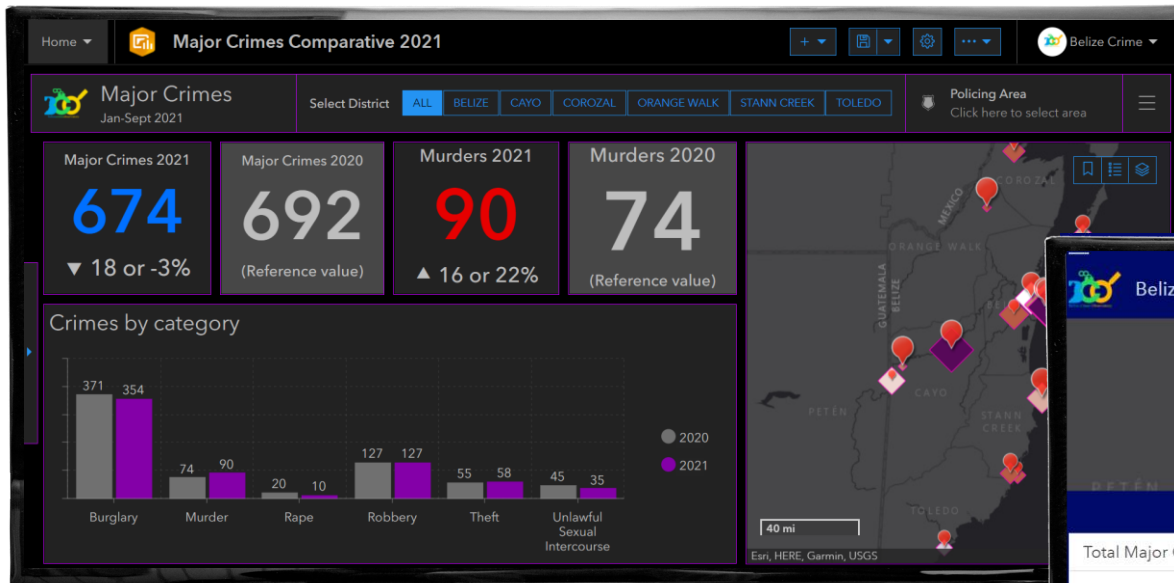 Home
Major Crimes Comparative 2021
+
Belize Crime
Major Crimes
Jan-Sept 2021
Select District
ALL
BELIZE
CAYO
COROZAL
ORANGE WALK
STANN CREEK
TOLEDO
Policing Area
Click here to select area
Major Crimes 2021
674
▼ 18 or -3%
Major Crimes 2020
692
(Reference value)
Murders 2021
90
▲ 16 or 22%
Murders 2020
74
(Reference value)
Crimes by category
371
354
74
90
20
10
127
127
55
58
45
35
Burglary
Murder
Rape
Robbery
Theft
Unlawful
Sexual
Intercourse
2020
2021
COROZAL
MEXICO
ORANGE WALK
GUATEMALA
BELIZE
CAYO
PETÉN
STANN
CREEK
TOLEDO
40 mi
Esri, HERE, Garmin, USGS
PETÉN
Total Major